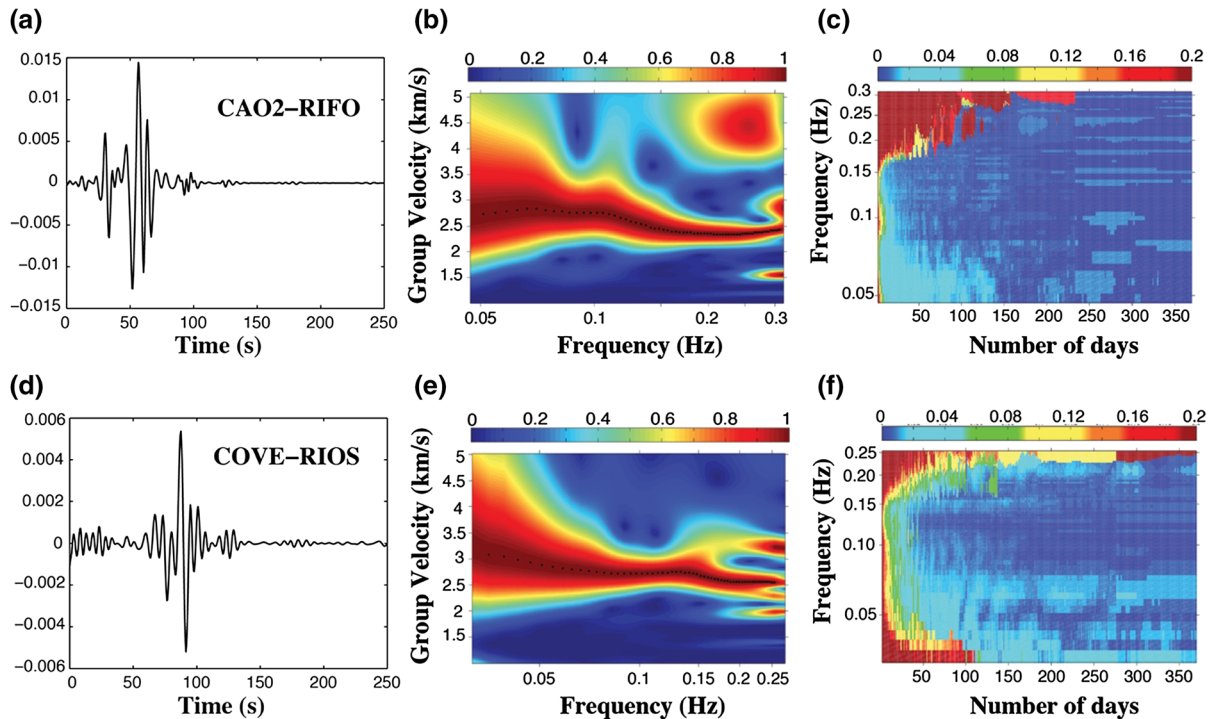 (a)
0.015
0.01
0.005
0
−0.005
−0.01
−0.015
CAO2−RIFO
0 50 100 150 200 250
Time (s)
(b)
0 0.2 0.4 0.6 0.8 1
5
4.5
4
3.5
3
2.5
2
1.5
Group Velocity (km/s)
0.05 0.1 0.2 0.3
Frequency (Hz)
(c)
0 0.04 0.08 0.12 0.16 0.2
0.3
0.25
0.2
0.15
0.1
0.05
Frequency (Hz)
50 100 150 200 250 300 350
Number of days
(d)
0.006
0.004
0.002
0
−0.002
−0.004
−0.006
COVE−RIOS
0 50 100 150 200 250
Time (s)
(e)
0 0.2 0.4 0.6 0.8 1
5
4.5
4
3.5
3
2.5
2
1.5
Group Velocity (km/s)
0.05 0.1 0.15 0.2 0.25
Frequency (Hz)
(f)
0 0.04 0.08 0.12 0.16 0.2
0.25
0.20
0.15
0.10
0.05
Frequency (Hz)
50 100 150 200 250 300 350
Number of days